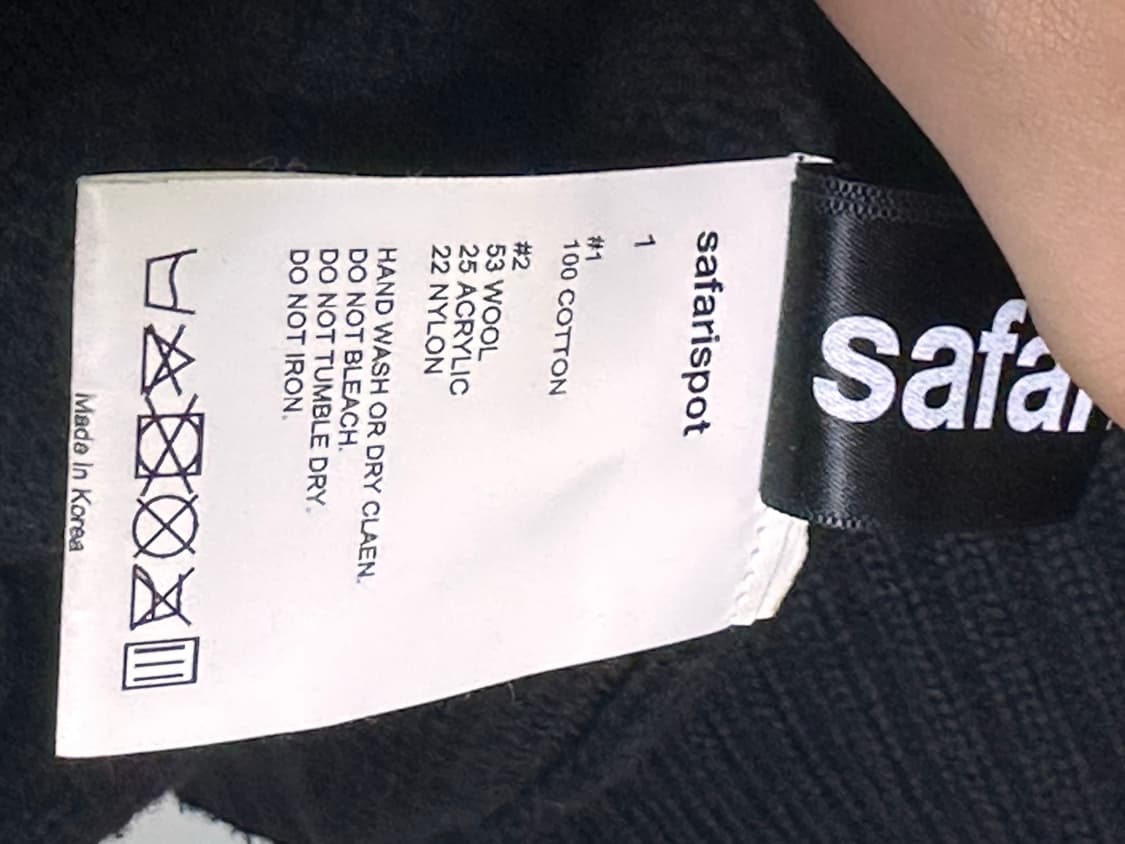 safarispot
1
#1
100 COTTON
#2
53 WOOL
25 ACRYLIC
22 NYLON
HAND WASH OR DRY CLAEN.
DO NOT BLEACH.
DO NOT TUMBLE DRY.
DO NOT IRON.
Made In Korea